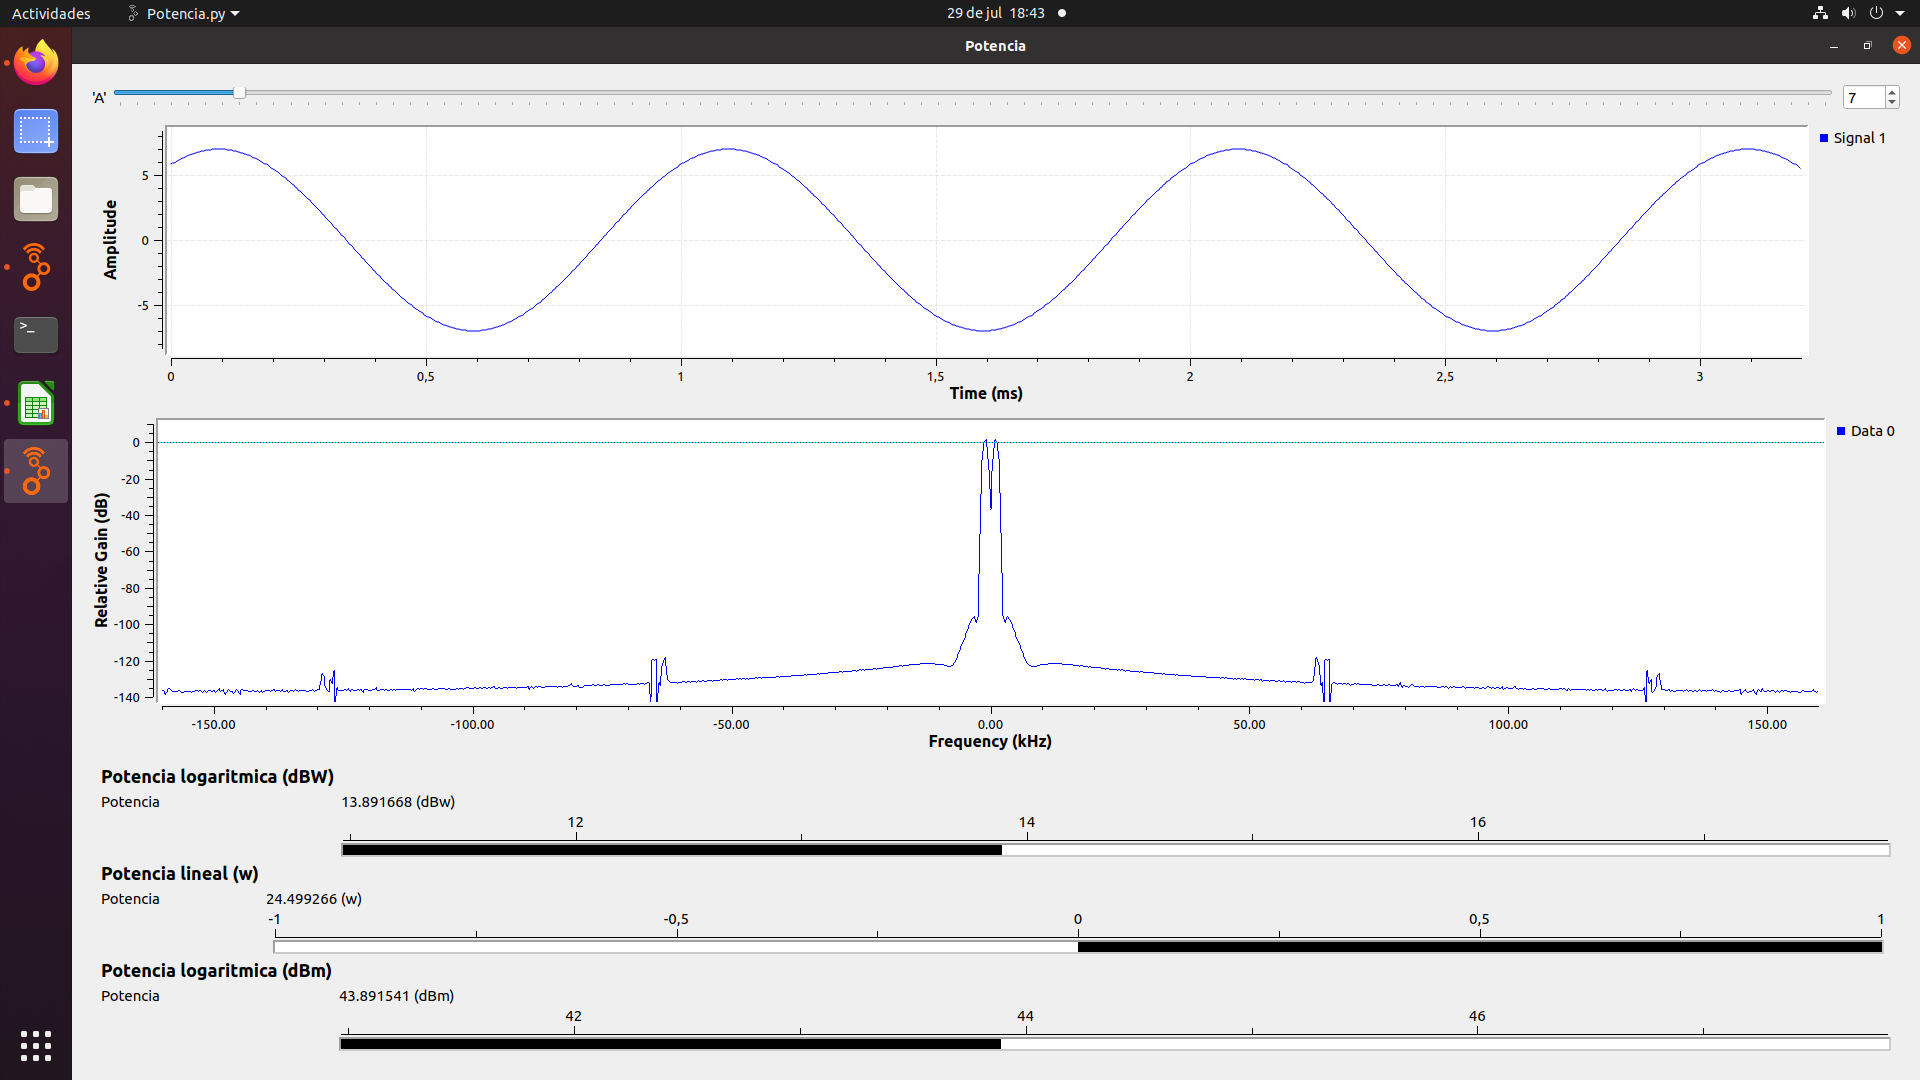 Actividades Potencia.py 29 de jul 18:43
Potencia
'A' 7
Signal 1
Amplitude
5
0
-5
0 0,5 1 1,5 2 2,5 3
Time (ms)
Data 0
Relative Gain (dB)
0
-20
-40
-60
-80
-100
-120
-140
-150.00 -100.00 -50.00 0.00 50.00 100.00 150.00
Frequency (kHz)
Potencia logaritmica (dBW)
Potencia 13.891668 (dBw)
12 14 16
Potencia lineal (w)
Potencia 24.499266 (w)
-1 -0,5 0 0,5 1
Potencia logaritmica (dBm)
Potencia 43.891541 (dBm)
42 44 46